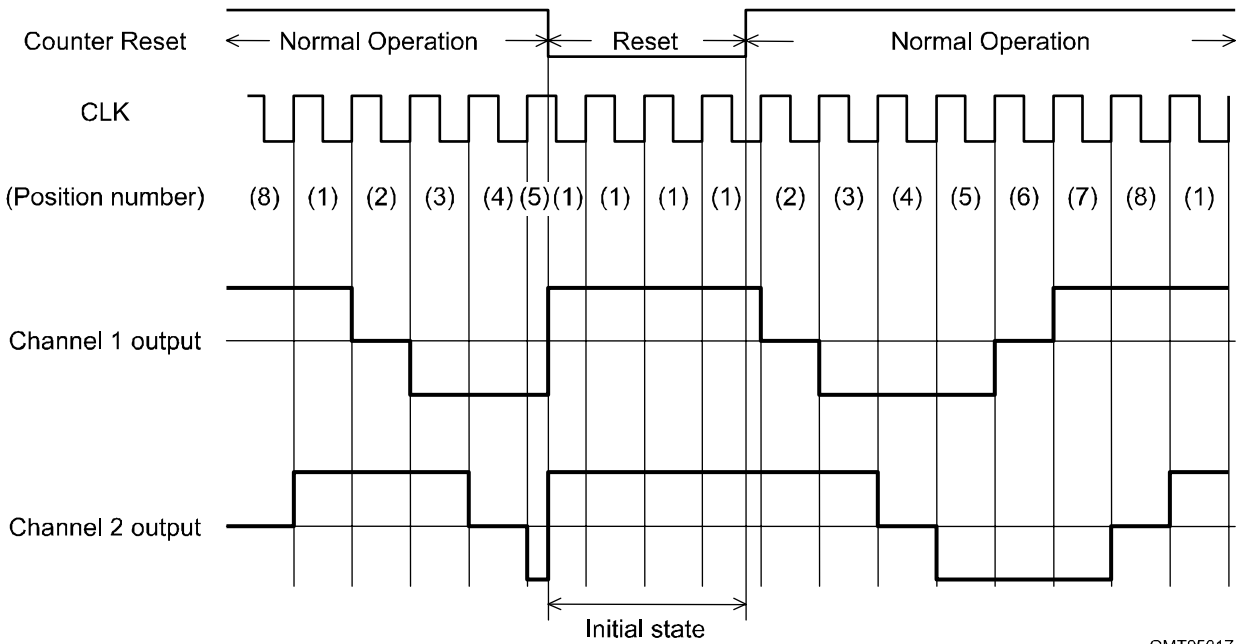 Counter Reset Normal Operation Reset Normal Operation
CLK
(Position number) (8) (1) (2) (3) (4) (5) (1) (1) (1) (1) (2) (3) (4) (5) (6) (7) (8) (1)
Channel 1 output
Channel 2 output
Initial state